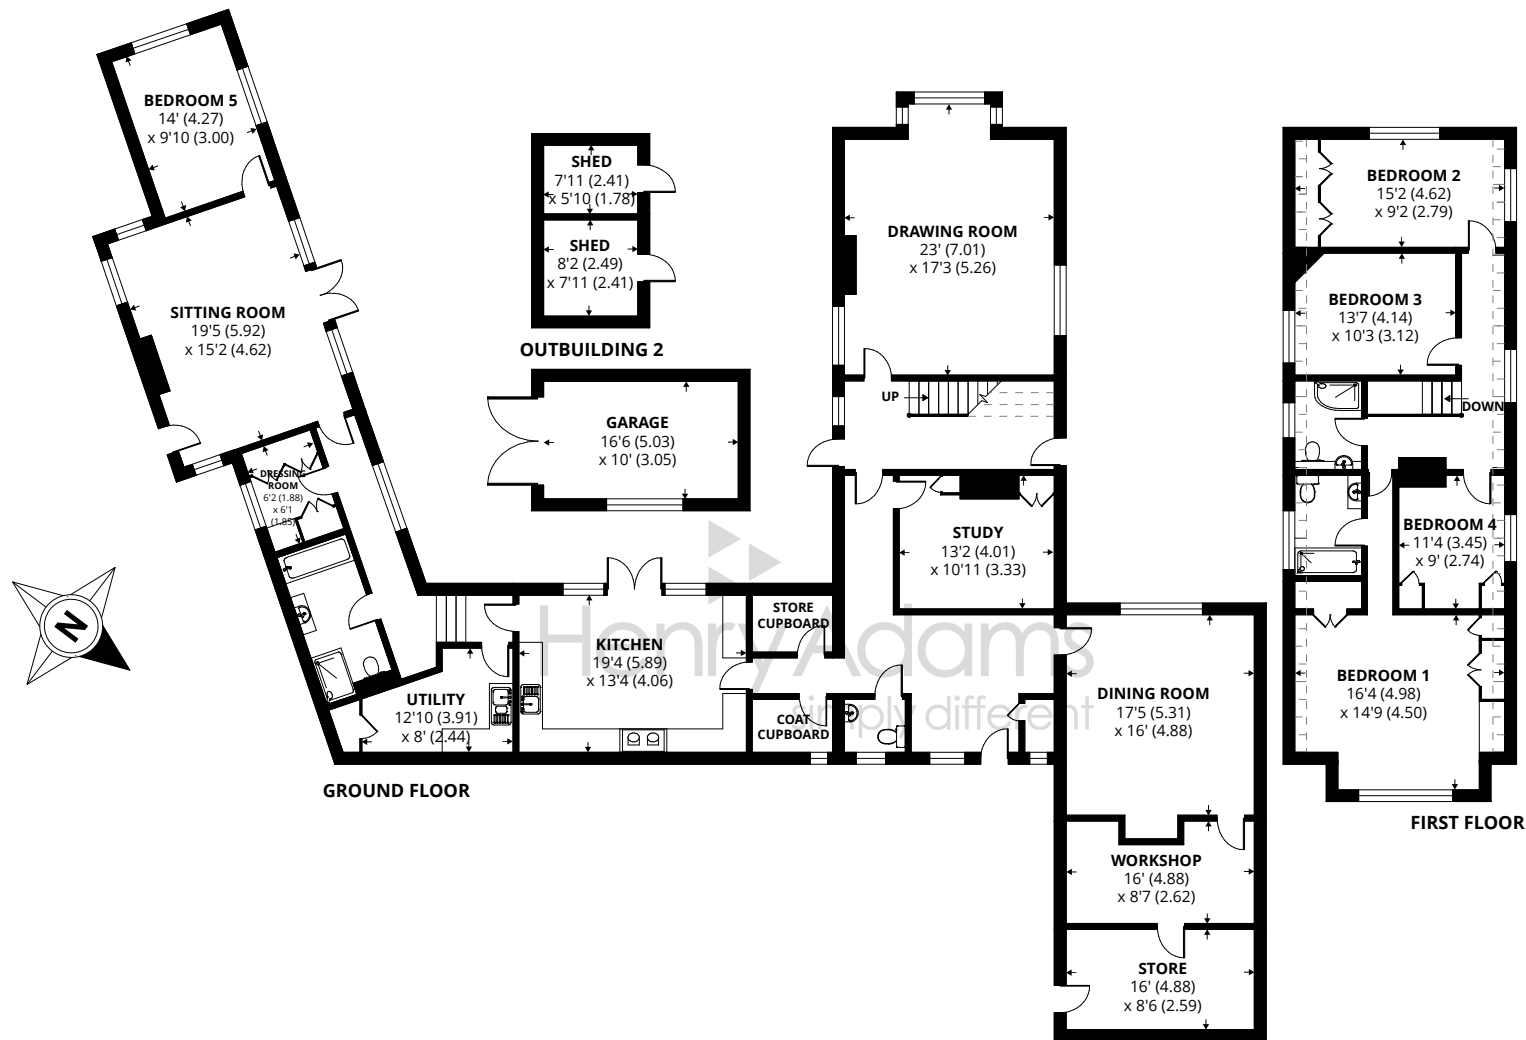 BEDROOM 5
14' (4.27)
x 9'10 (3.00)
SITTING ROOM
19'5 (5.92)
x 15'2 (4.62)
DRESSING
ROOM
6'2 (1.88)
x 6'1
(1.85)
N
UTILITY
12'10 (3.91)
x 8' (2.44)
GROUND FLOOR
SHED
7'11 (2.41)
x 5'10 (1.78)
SHED
8'2 (2.49)
x 7'11 (2.41)
OUTBUILDING 2
GARAGE
16'6 (5.03)
x 10' (3.05)
KITCHEN
19'4 (5.89)
x 13'4 (4.06)
STORE
CUPBOARD
COAT
CUPBOARD
HenryAdams
simply different
DRAWING ROOM
23' (7.01)
x 17'3 (5.26)
UP
STUDY
13'2 (4.01)
x 10'11 (3.33)
DINING ROOM
17'5 (5.31)
x 16' (4.88)
WORKSHOP
16' (4.88)
x 8'7 (2.62)
STORE
16' (4.88)
x 8'6 (2.59)
BEDROOM 2
15'2 (4.62)
x 9'2 (2.79)
BEDROOM 3
13'7 (4.14)
x 10'3 (3.12)
DOWN
BEDROOM 4
11'4 (3.45)
x 9' (2.74)
BEDROOM 1
16'4 (4.98)
x 14'9 (4.50)
FIRST FLOOR